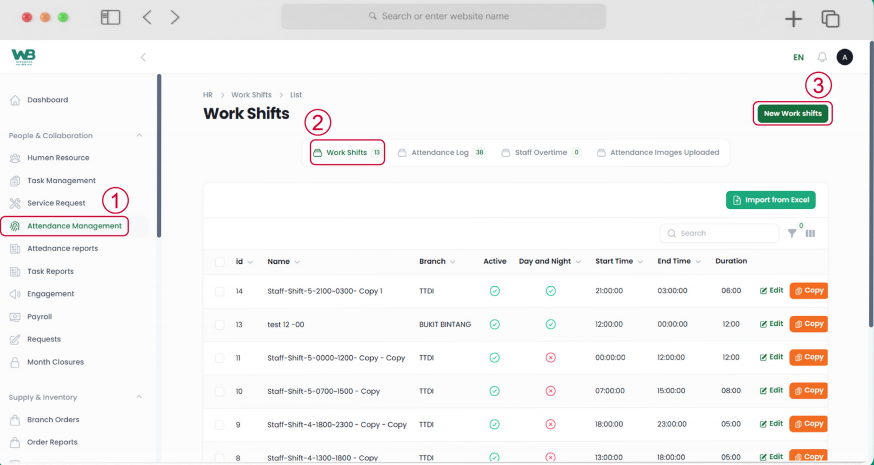 Search or enter website name
WB
EN
A
HR > Work Shifts > List
Work Shifts
3
New Work shifts
2
Work Shifts 13
Attendance Log 38
Staff Overtime 0
Attendance Images Uploaded
Dashboard
People & Collaboration
Humen Resource
Task Management
Service Request
1
Attendance Management
Attednance reports
Task Reports
Engagement
Payroll
Requests
Month Closures
Supply & Inventory
Branch Orders
Order Reports
Import from Excel
Search
0
id Name Branch Active Day and Night Start Time End Time Duration
14 Staff-Shift-5-2100-0300- Copy 1 TTDI 21:00:00 03:00:00 06:00 Edit Copy
13 test 12 -00 BUKIT BINTANG 12:00:00 00:00:00 12:00 Edit Copy
11 Staff-Shift-5-0000-1200- Copy - Copy TTDI 00:00:00 12:00:00 12:00 Edit Copy
10 Staff-Shift-5-0700-1500 - Copy TTDI 07:00:00 15:00:00 08:00 Edit Copy
9 Staff-Shift-4-1800-2300 - Copy - Copy TTDI 18:00:00 23:00:00 05:00 Edit Copy
8 Staff-Shift-4-1300-1800 - Copy TTDI 13:00:00 18:00:00 05:00 Edit Copy